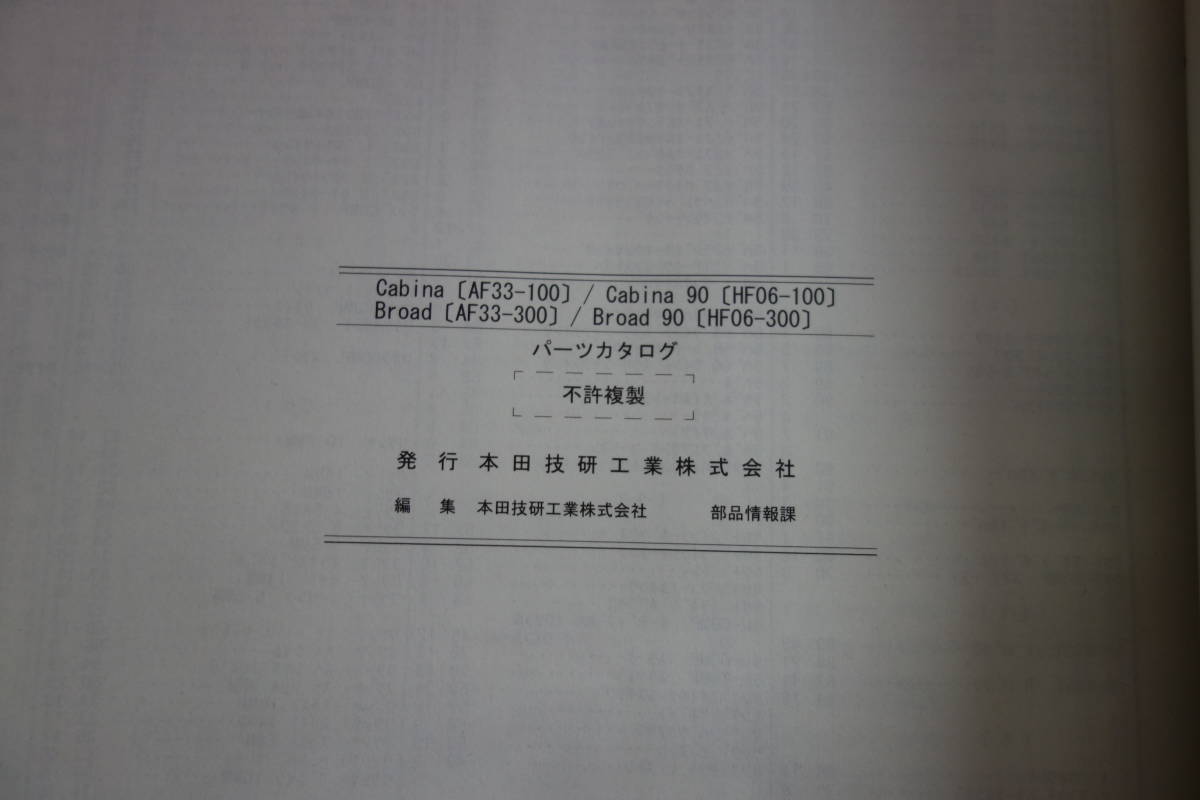 Cabina〔AF33-100〕/ Cabina 90〔HF06-100〕
Broad〔AF33-300〕/ Broad 90〔HF06-300〕
パーツカタログ
不許複製
発 行 本田技研工業株式会社
編 集 本田技研工業株式会社 部品情報課